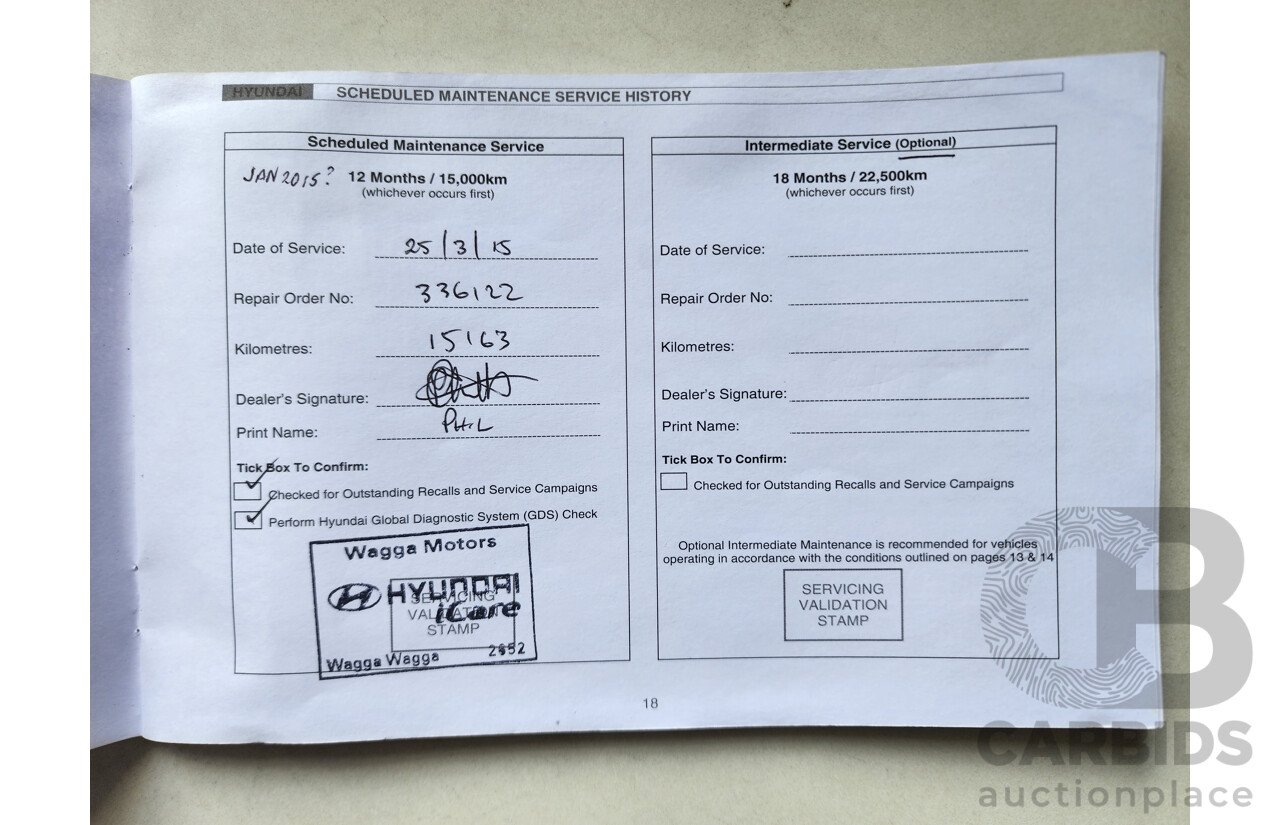 HYUNDAI SCHEDULED MAINTENANCE SERVICE HISTORY
Scheduled Maintenance Service
JAN 2015? 12 Months / 15,000km
(whichever occurs first)
Date of Service: 25/3/15
Repair Order No: 336122
Kilometres: 15163
Dealer's Signature:
Print Name: PHIL
Tick Box To Confirm:
Checked for Outstanding Recalls and Service Campaigns
Perform Hyundai Global Diagnostic System (GDS) Check
Wagga Motors
HYUNDAI
iCare
SERVICING
VALIDATION
STAMP
Wagga Wagga
Intermediate Service (Optional)
18 Months / 22,500km
(whichever occurs first)
Date of Service:
Repair Order No:
Kilometres:
Dealer's Signature:
Print Name:
Tick Box To Confirm:
Checked for Outstanding Recalls and Service Campaigns
Optional Intermediate Maintenance is recommended for vehicles
operating in accordance with the conditions outlined on pages 13 & 14
SERVICING
VALIDATION
STAMP
18
CB
CARBIDS
auctionplace